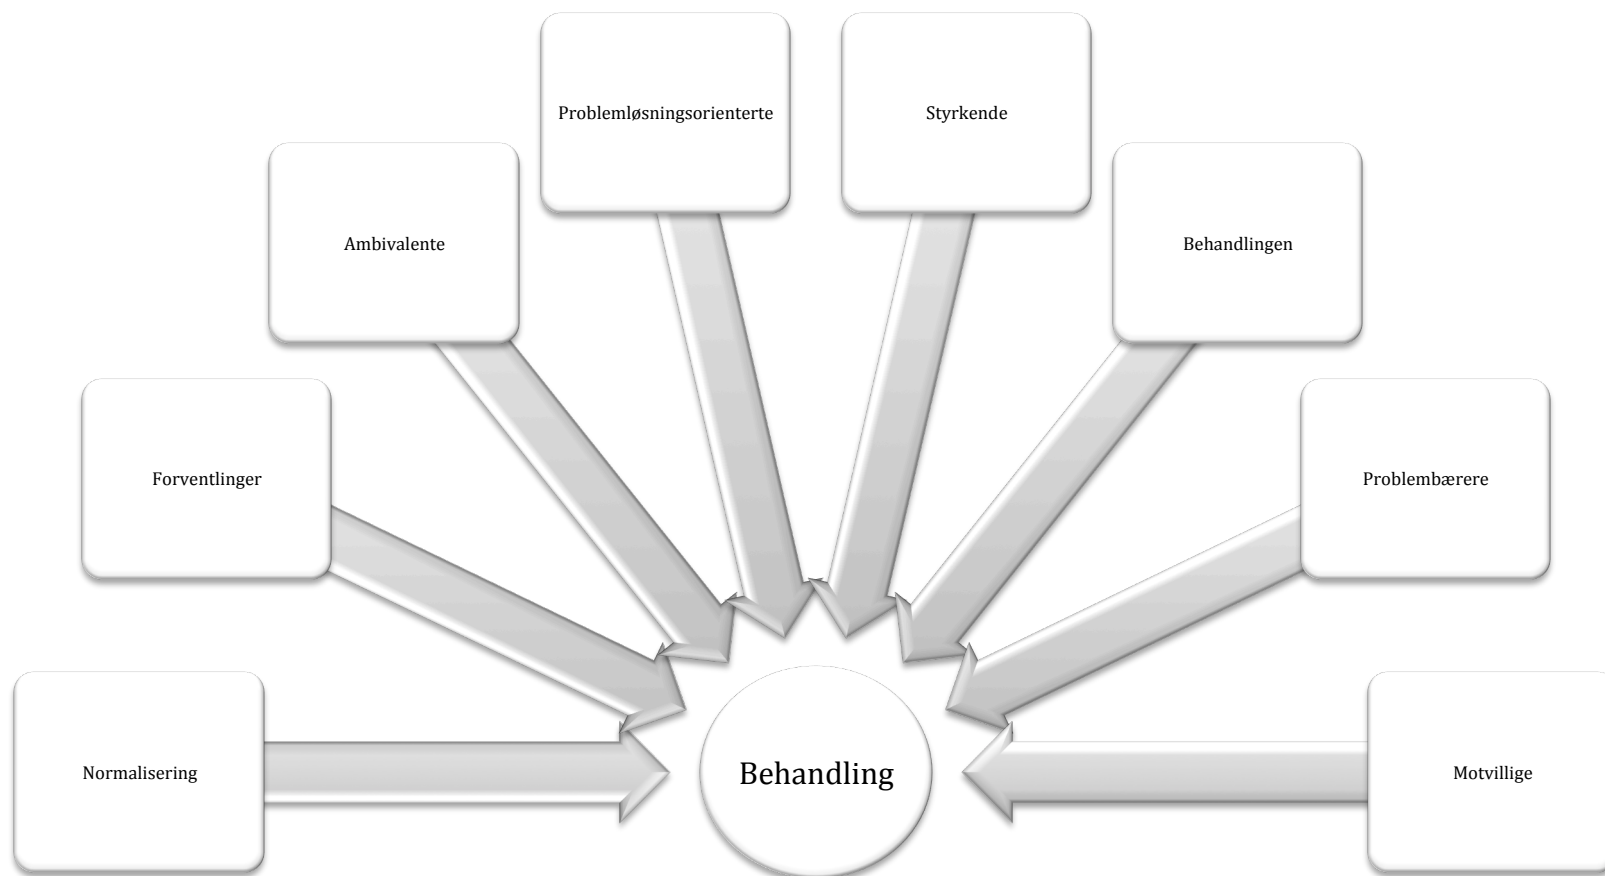 Problemløsningsorienterte
Styrkende
Ambivalente
Behandlingen
Forventlinger
Problembærere
Normalisering
Behandling
Motvillige